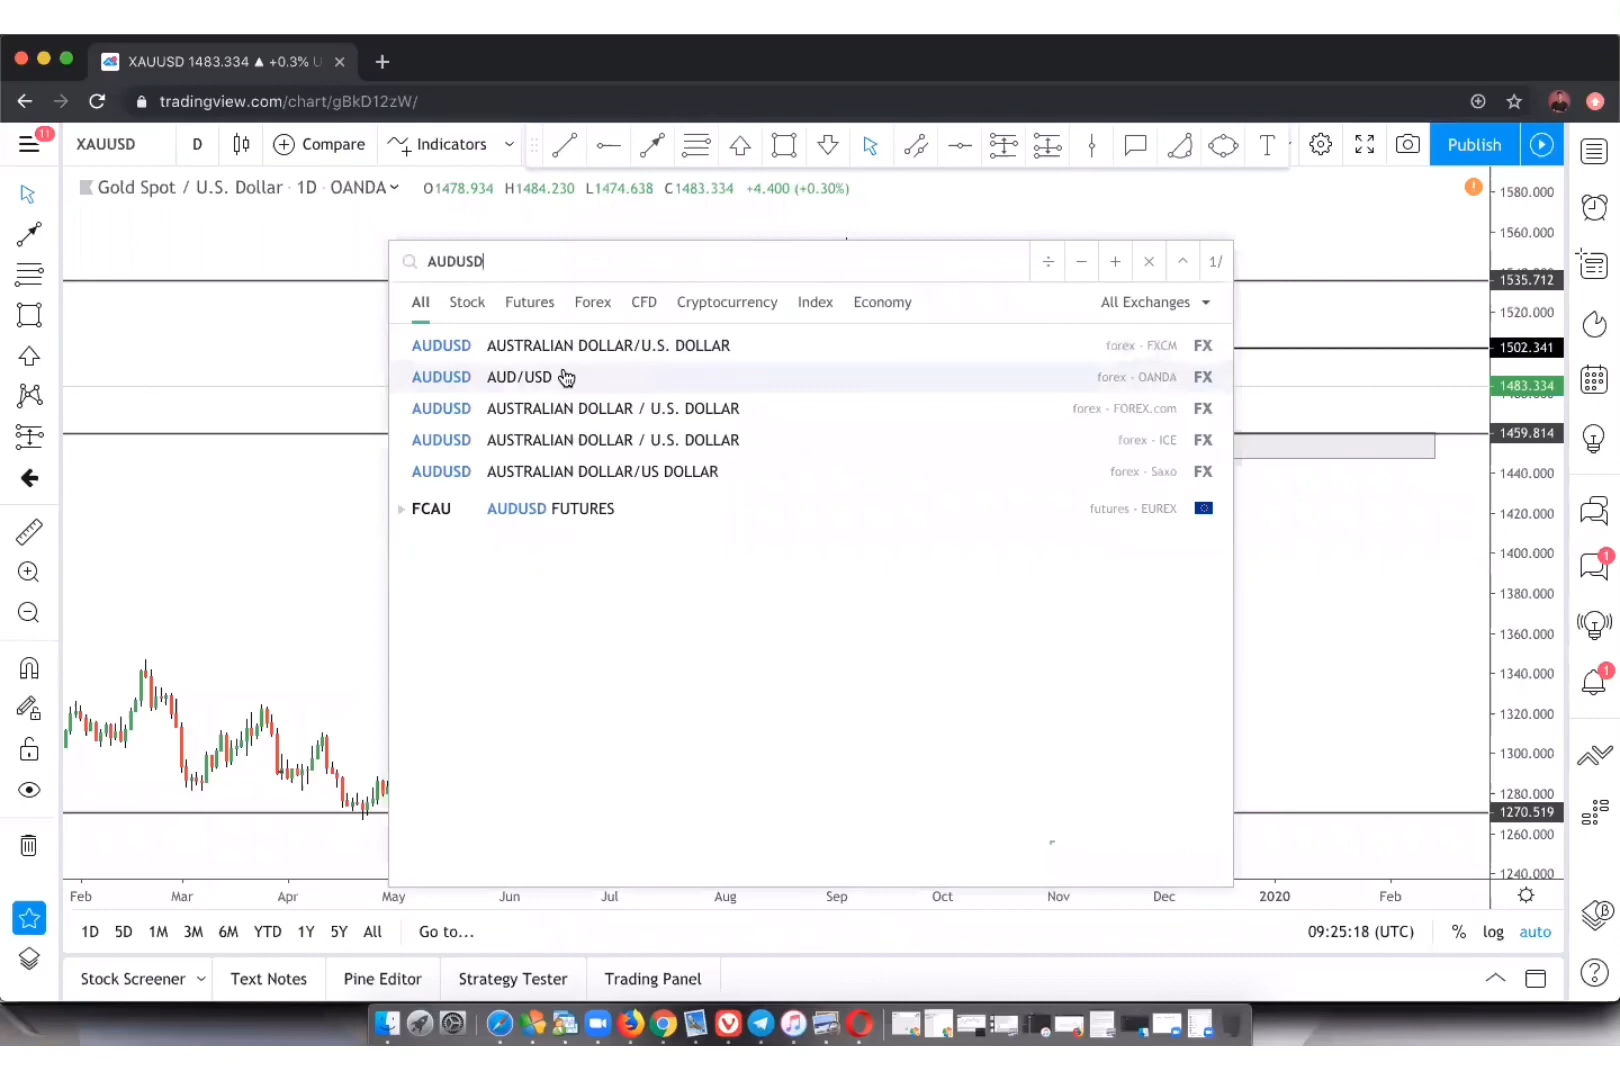 XAUUSD 1483.334 ▲ +0.3% U
tradingview.com/chart/gBkD12zW/
11
XAUUSD D Compare Indicators T Publish
Gold Spot / U.S. Dollar · 1D · OANDA O1478.934 H1484.230 L1474.638 C1483.334 +4.400 (+0.30%)
1580.000
1560.000
AUDUSD ÷ − + × ^ 1/
1535.712
All Stock Futures Forex CFD Cryptocurrency Index Economy All Exchanges
1520.000
AUDUSD AUSTRALIAN DOLLAR/U.S. DOLLAR forex - FXCM FX
1502.341
AUDUSD AUD/USD forex - OANDA FX
1483.334
AUDUSD AUSTRALIAN DOLLAR / U.S. DOLLAR forex - FOREX.com FX
AUDUSD AUSTRALIAN DOLLAR / U.S. DOLLAR forex - ICE FX
1459.814
AUDUSD AUSTRALIAN DOLLAR/US DOLLAR forex - Saxo FX
1440.000
FCAU AUDUSD FUTURES futures - EUREX
1420.000
1400.000
1
1380.000
1360.000
1340.000
1
1320.000
1300.000
1280.000
1270.519
1260.000
1240.000
Feb Mar Apr May Jun Jul Aug Sep Oct Nov Dec 2020 Feb
1D 5D 1M 3M 6M YTD 1Y 5Y All Go to... 09:25:18 (UTC) % log auto
Stock Screener Text Notes Pine Editor Strategy Tester Trading Panel